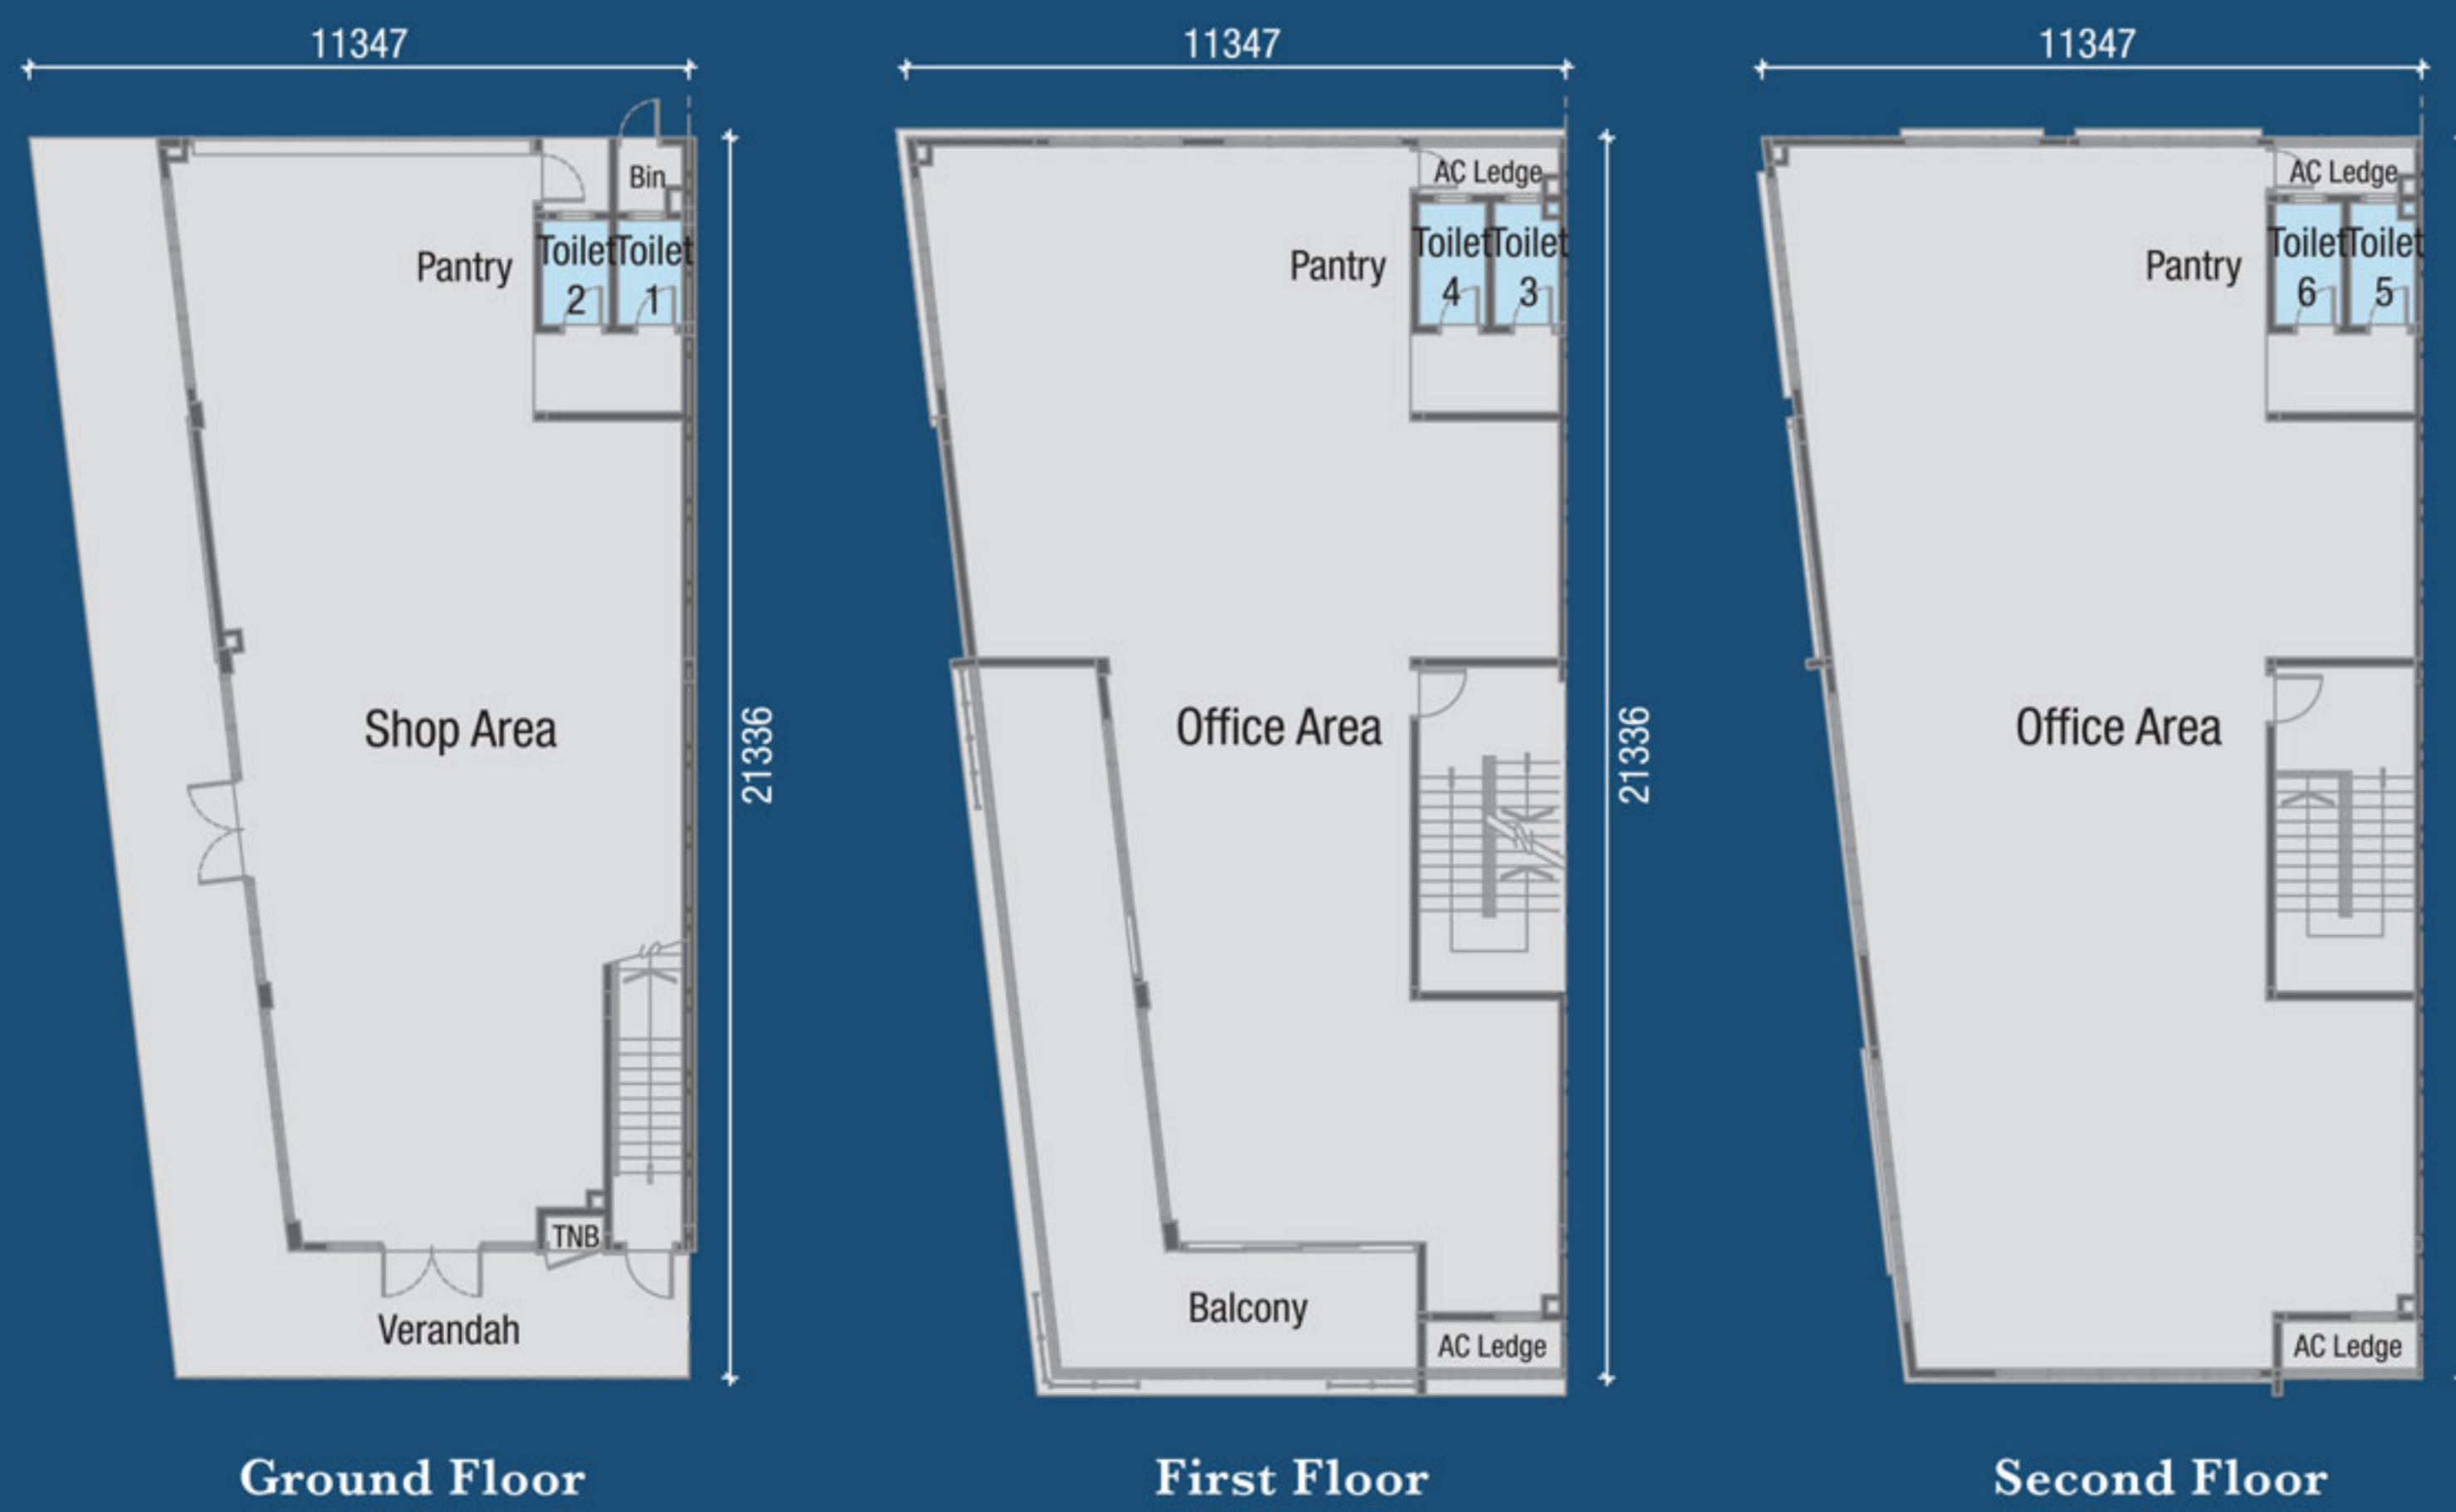 11347
Bin
Toilet
2
Toilet
1
Pantry
Shop Area
21336
TNB
Verandah
Ground Floor
11347
AC Ledge
Toilet
4
Toilet
3
Pantry
Office Area
21336
Balcony
AC Ledge
First Floor
11347
AC Ledge
Toilet
6
Toilet
5
Pantry
Office Area
AC Ledge
Second Floor